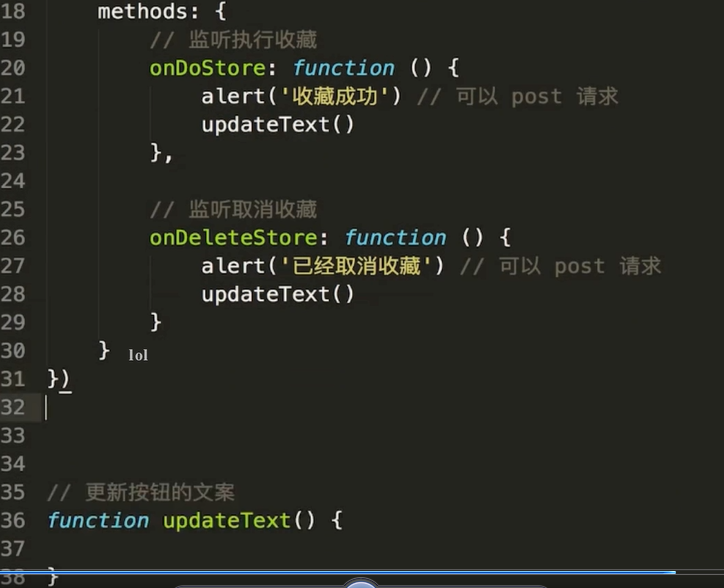 18 methods: {
19 // 监听执行收藏
20 onDoStore: function () {
21 alert('收藏成功') // 可以 post 请求
22 updateText()
23 },
24
25 // 监听取消收藏
26 onDeleteStore: function () {
27 alert('已经取消收藏') // 可以 post 请求
28 updateText()
29 }
30 } lol
31 })
32
33
34
35 // 更新按钮的文案
36 function updateText() {
37
38 }